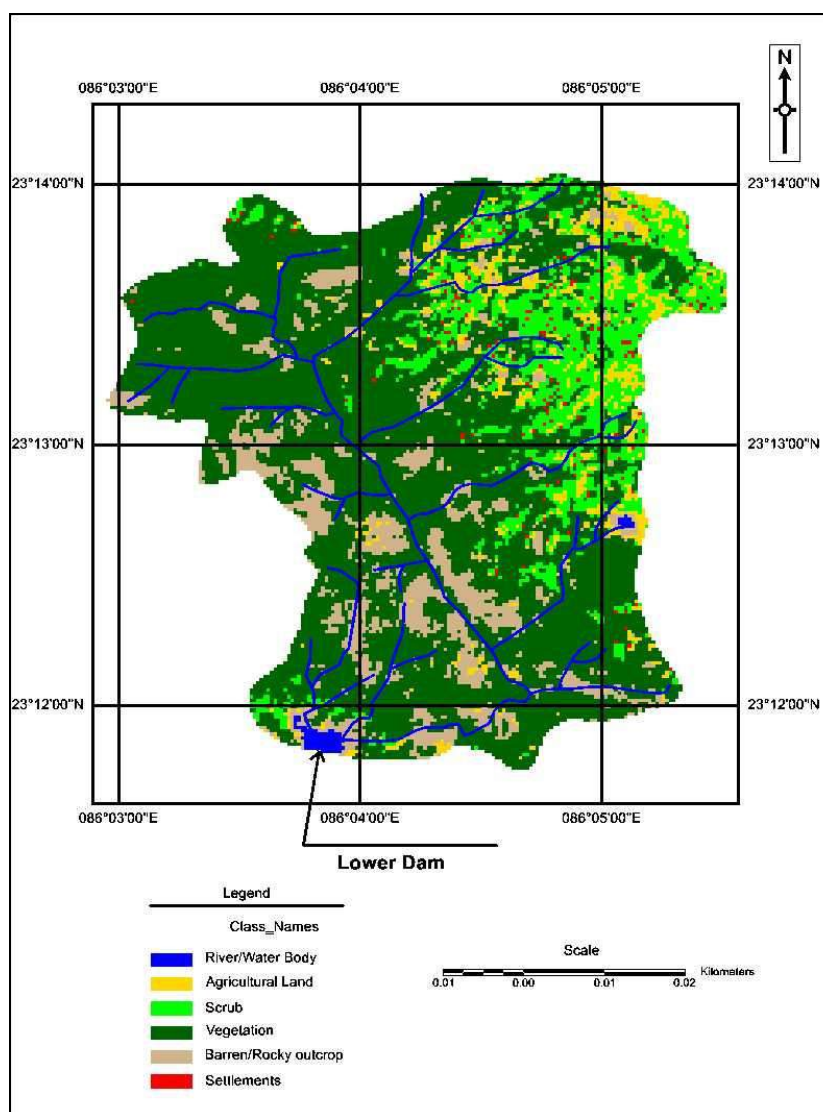 N
086°03'00"E 086°04'00"E 086°05'00"E
23°14'00"N 23°14'00"N
23°13'00"N 23°13'00"N
23°12'00"N 23°12'00"N
086°03'00"E 086°04'00"E 086°05'00"E
Lower Dam
Legend
Class_Names
River/Water Body
Agricultural Land
Scrub
Vegetation
Barren/Rocky outcrop
Settlements
Scale
Kilometers
0.01 0.00 0.01 0.02